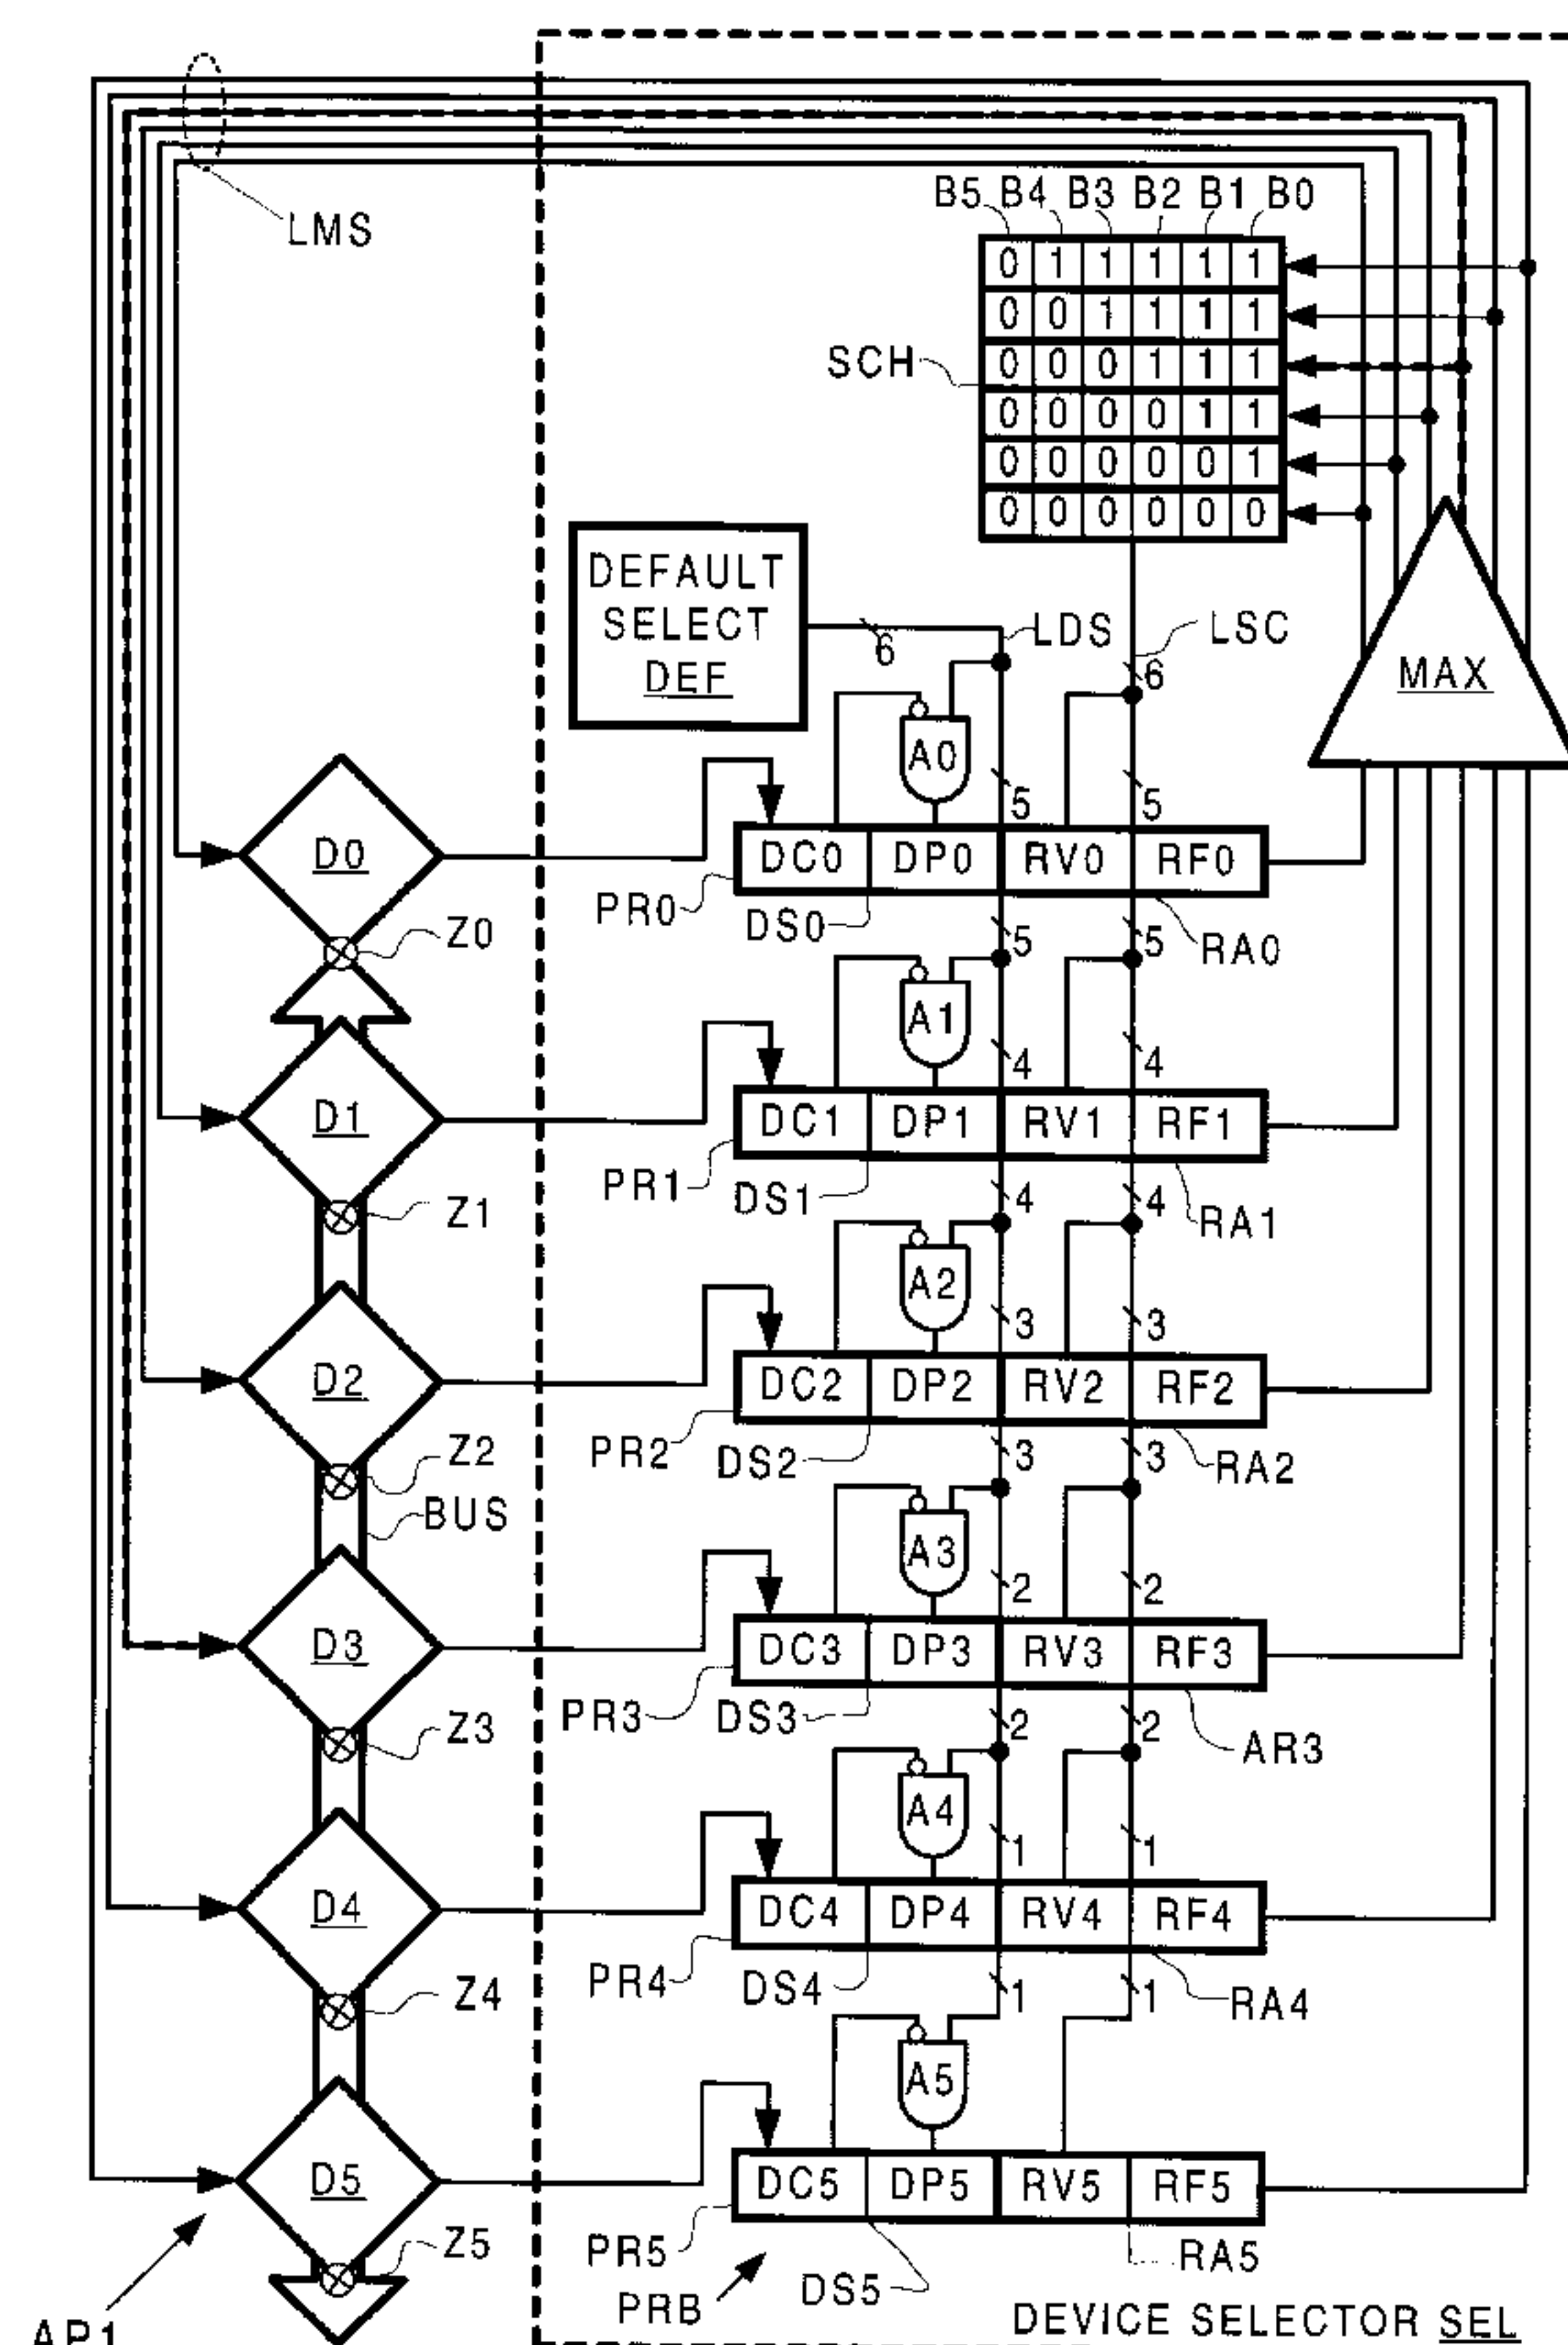 LMS
B5 B4 B3 B2 B1 B0
0 1 1 1 1 1
0 0 1 1 1 1
SCH 0 0 0 1 1 1
0 0 0 0 1 1
0 0 0 0 0 1
0 0 0 0 0 0
DEFAULT
SELECT
DEF
6 LDS LSC
6
MAX
A0
5 5
D0 DC0 DP0 RV0 RF0
PR0 DS0 RA0
Z0 5 5
A1
4 4
D1 DC1 DP1 RV1 RF1
PR1 DS1 RA1
Z1 4 4
A2
3 3
D2 DC2 DP2 RV2 RF2
PR2 DS2 RA2
Z2 3 3
BUS
A3
2 2
D3 DC3 DP3 RV3 RF3
PR3 DS3 AR3
Z3 2 2
A4
1 1
D4 DC4 DP4 RV4 RF4
PR4 DS4 RA4
Z4 1 1
A5
D5 DC5 DP5 RV5 RF5
PR5 DS5 RA5
Z5
PRB
AP1
DEVICE SELECTOR SEL